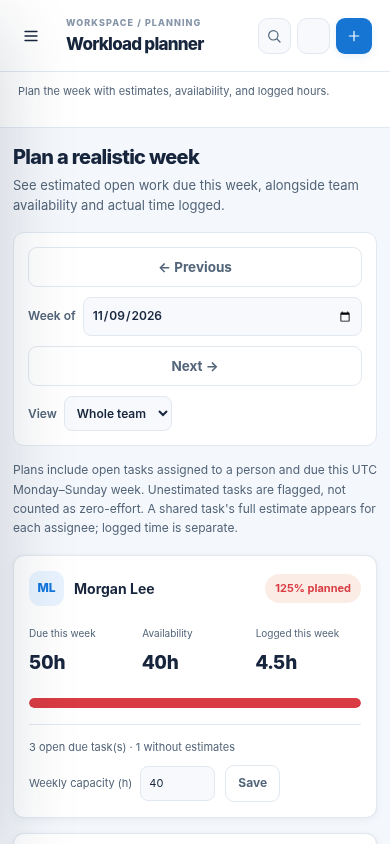 WORKSPACE / PLANNING
Workload planner
Plan the week with estimates, availability, and logged hours.
Plan a realistic week
See estimated open work due this week, alongside team
availability and actual time logged.
← Previous
Week of 11/09/2026
Next →
View Whole team
Plans include open tasks assigned to a person and due this UTC
Monday–Sunday week. Unestimated tasks are flagged, not
counted as zero-effort. A shared task's full estimate appears for
each assignee; logged time is separate.
ML Morgan Lee 125% planned
Due this week Availability Logged this week
50h 40h 4.5h
3 open due task(s) · 1 without estimates
Weekly capacity (h) 40 Save